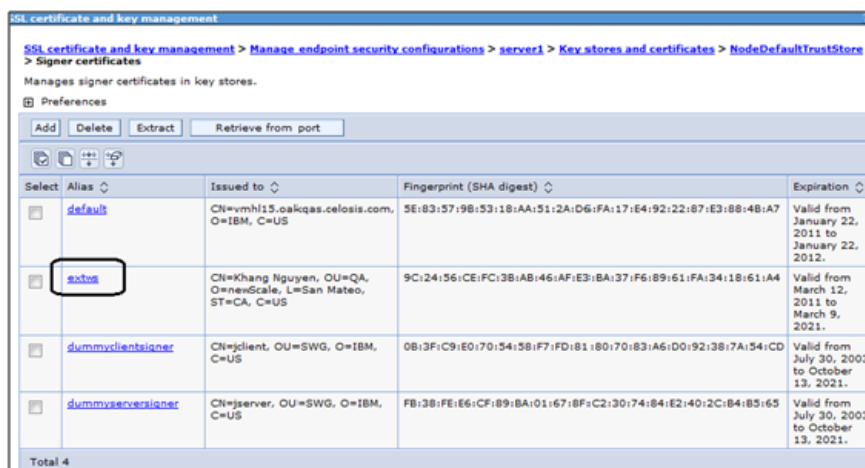 SSL certificate and key management
SSL certificate and key management > Manage endpoint security configurations > server1 > Key stores and certificates > NodeDefaultTrustStore
> Signer certificates
Manages signer certificates in key stores.
Preferences
Add Delete Extract Retrieve from port
Select Alias Issued to Fingerprint (SHA digest) Expiration
default CN=vmhl15.oakqas.celosis.com, 5E:83:57:9B:53:18:AA:51:2A:D6:FA:17:E4:92:22:87:E3:88:4B:A7 Valid from
O=IBM, C=US January 22,
2011 to
January 22,
2012.
extws CN=Khang Nguyen, OU=QA, 9C:24:56:CE:FC:3B:AB:46:AF:E3:BA:37:F6:89:61:FA:34:18:61:A4 Valid from
O=newScale, L=San Mateo, March 12,
ST=CA, C=US 2011 to
March 9,
2021.
dummyclientsigner CN=jclient, OU=SWG, O=IBM, 0B:3F:C9:E0:70:54:58:F7:FD:81:80:70:83:A6:D0:92:38:7A:54:CD Valid from
C=US July 30, 2003
to October
13, 2021.
dummyserversigner CN=jserver, OU=SWG, O=IBM, FB:38:FE:E6:CF:89:BA:01:67:8F:C2:30:74:84:E2:40:2C:B4:B5:65 Valid from
C=US July 30, 2003
to October
13, 2021.
Total 4